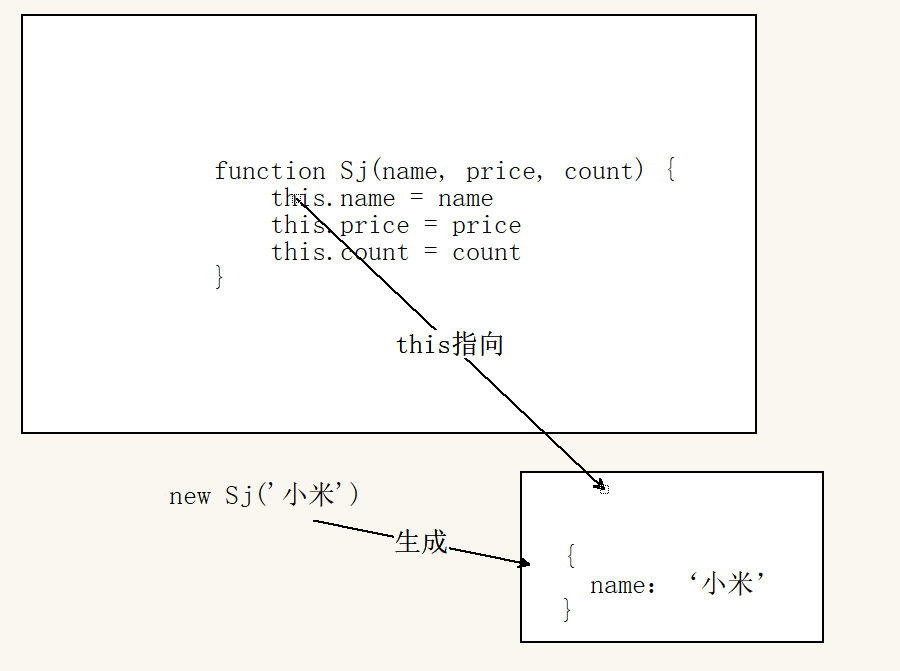 function Sj(name, price, count) {
    this.name = name
    this.price = price
    this.count = count
}
this指向
new Sj('小米')
生成
{
name: ‘小米’
}